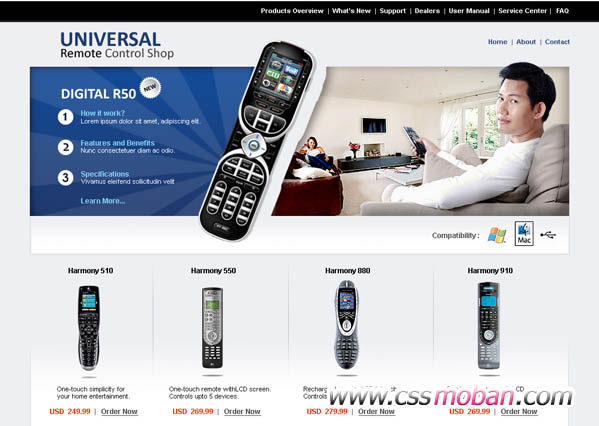 Products Overview | What's New | Support | Dealers | User Manual | Service Center | FAQ
UNIVERSAL
Remote Control Shop
Home | About | Contact
DIGITAL R50
NEW
1 How it work?
Lorem ipsum dolor sit amet, adipiscing elit.
2 Features and Benefits
Nunc consectetuer diam ac odio.
3 Specifications
Vivamus eleifend sollicitudin velit
Learn More...
Compatibility :
Mac
Harmony 510
Harmony 550
Harmony 880
Harmony 910
One-touch simplicity for
your home entertainment.
USD 249.99 | Order Now
One-touch remote withLCD screen.
Controls upto 5 devices.
USD 269.99 | Order Now
Controls
USD 279.99 | Order Now
USD 269.99 | Order Now
www.cssmoban.com